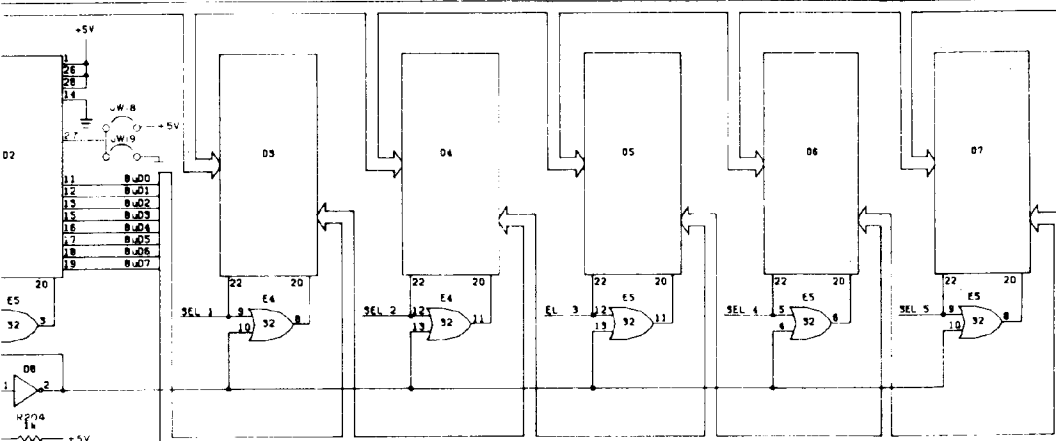 +5V
1
26
28
14
JW18
+5V
27
JW19
D2
D3
D4
D5
D6
D7
11 BuD0
12 BuD1
13 BuD2
15 BuD3
16 BuD4
17 BuD5
18 BuD6
19 BuD7
20
22 20
22 20
22 20
22 20
22 20
E5
32 3
SEL 1 9 E4
10 32 8
SEL 2 12 E4
13 32 11
EL 3 12 E5
13 32 11
SEL 4 5 E5
4 32 6
SEL 5 9 E5
10 32 8
D8
1 2
R204
1k
+5V